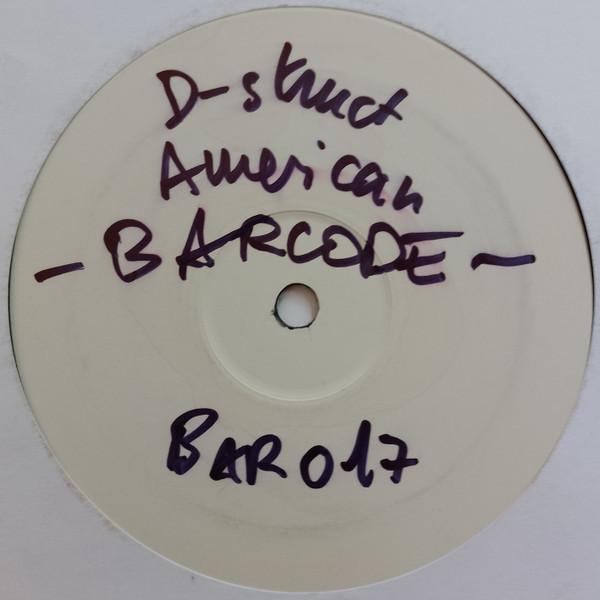 D-struct
American
- BARCODE ~
BAR017